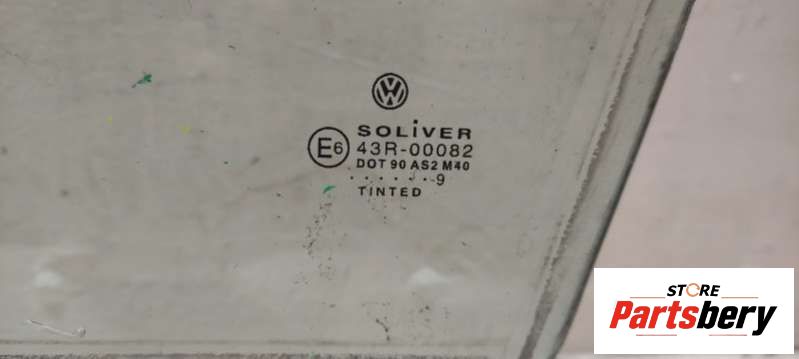 SOLiVER
E6 43R-00082
DOT 90 AS2 M40
. . . . . . 9
TINTED
STORE
Partsbery